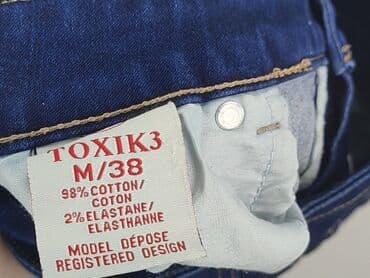 TOXIK3
M/38
98% COTTON/
COTON
2% ELASTANE/
ELASTHANNE
MODEL DÉPOSE
REGISTERED DESIGN